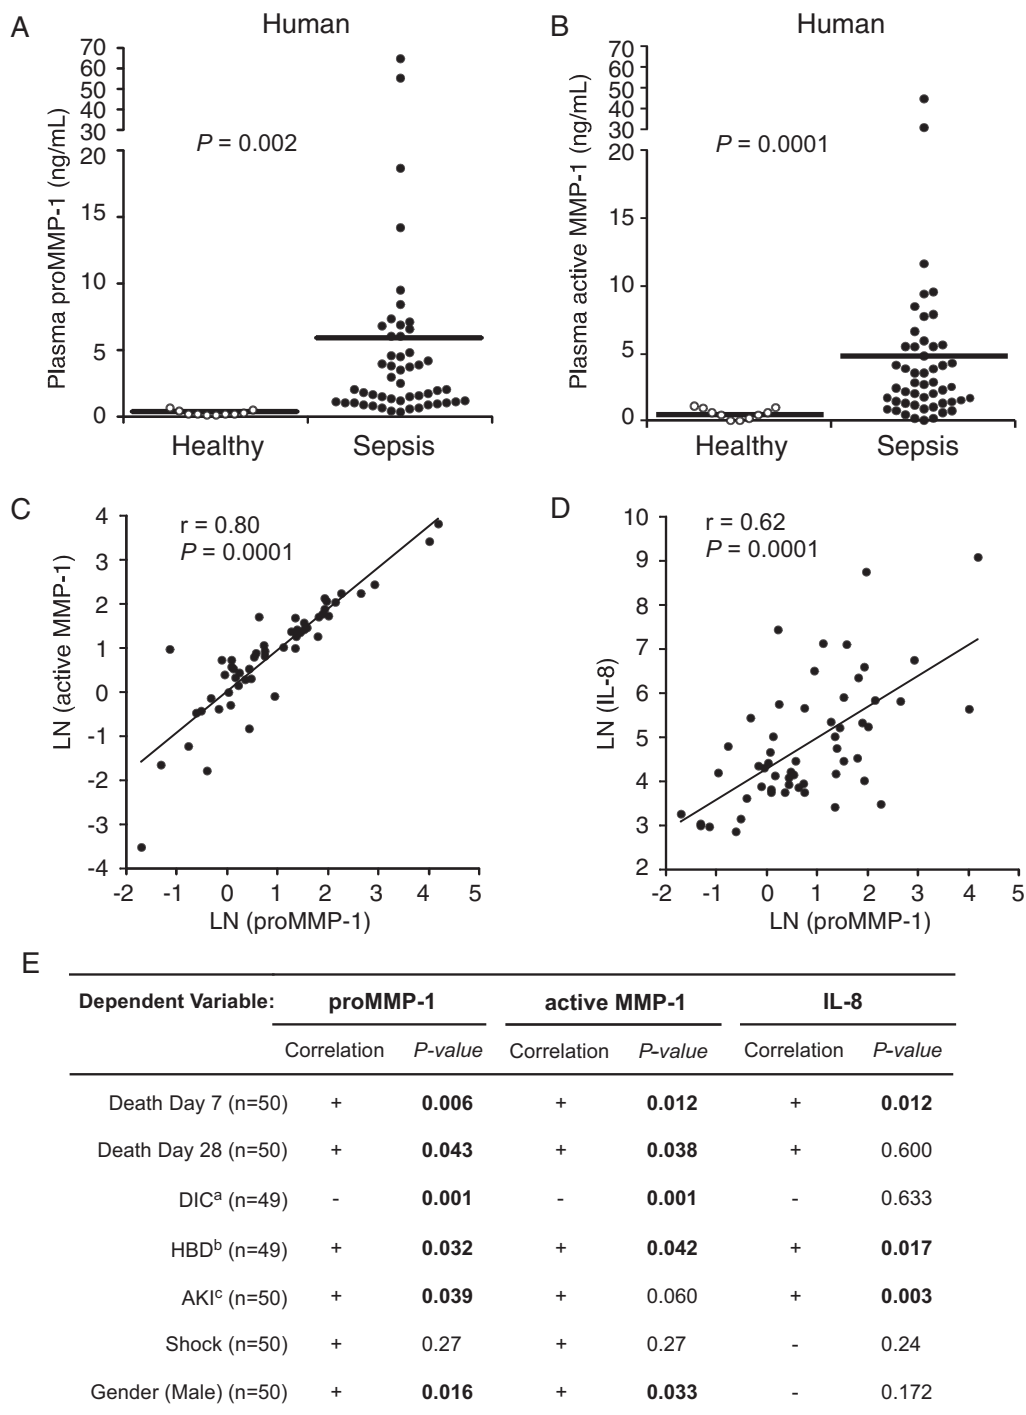 A
Human
Plasma proMMP-1 (ng/mL)
70
60
50
40
30
20
15
10
5
0
P = 0.002
Healthy
Sepsis
B
Human
Plasma active MMP-1 (ng/mL)
70
60
50
40
30
20
15
10
5
0
P = 0.0001
Healthy
Sepsis
C
LN (active MMP-1)
4
3
2
1
0
-1
-2
-3
-4
r = 0.80
P = 0.0001
-2 -1 0 1 2 3 4 5
LN (proMMP-1)
D
LN (IL-8)
10
9
8
7
6
5
4
3
2
r = 0.62
P = 0.0001
-2 -1 0 1 2 3 4 5
LN (proMMP-1)
E
Dependent Variable: proMMP-1 active MMP-1 IL-8
Correlation P-value Correlation P-value Correlation P-value
Death Day 7 (n=50) + 0.006 + 0.012 + 0.012
Death Day 28 (n=50) + 0.043 + 0.038 + 0.600
DICᵃ (n=49) - 0.001 - 0.001 - 0.633
HBDᵇ (n=49) + 0.032 + 0.042 + 0.017
AKIᶜ (n=50) + 0.039 + 0.060 + 0.003
Shock (n=50) + 0.27 + 0.27 - 0.24
Gender (Male) (n=50) + 0.016 + 0.033 - 0.172